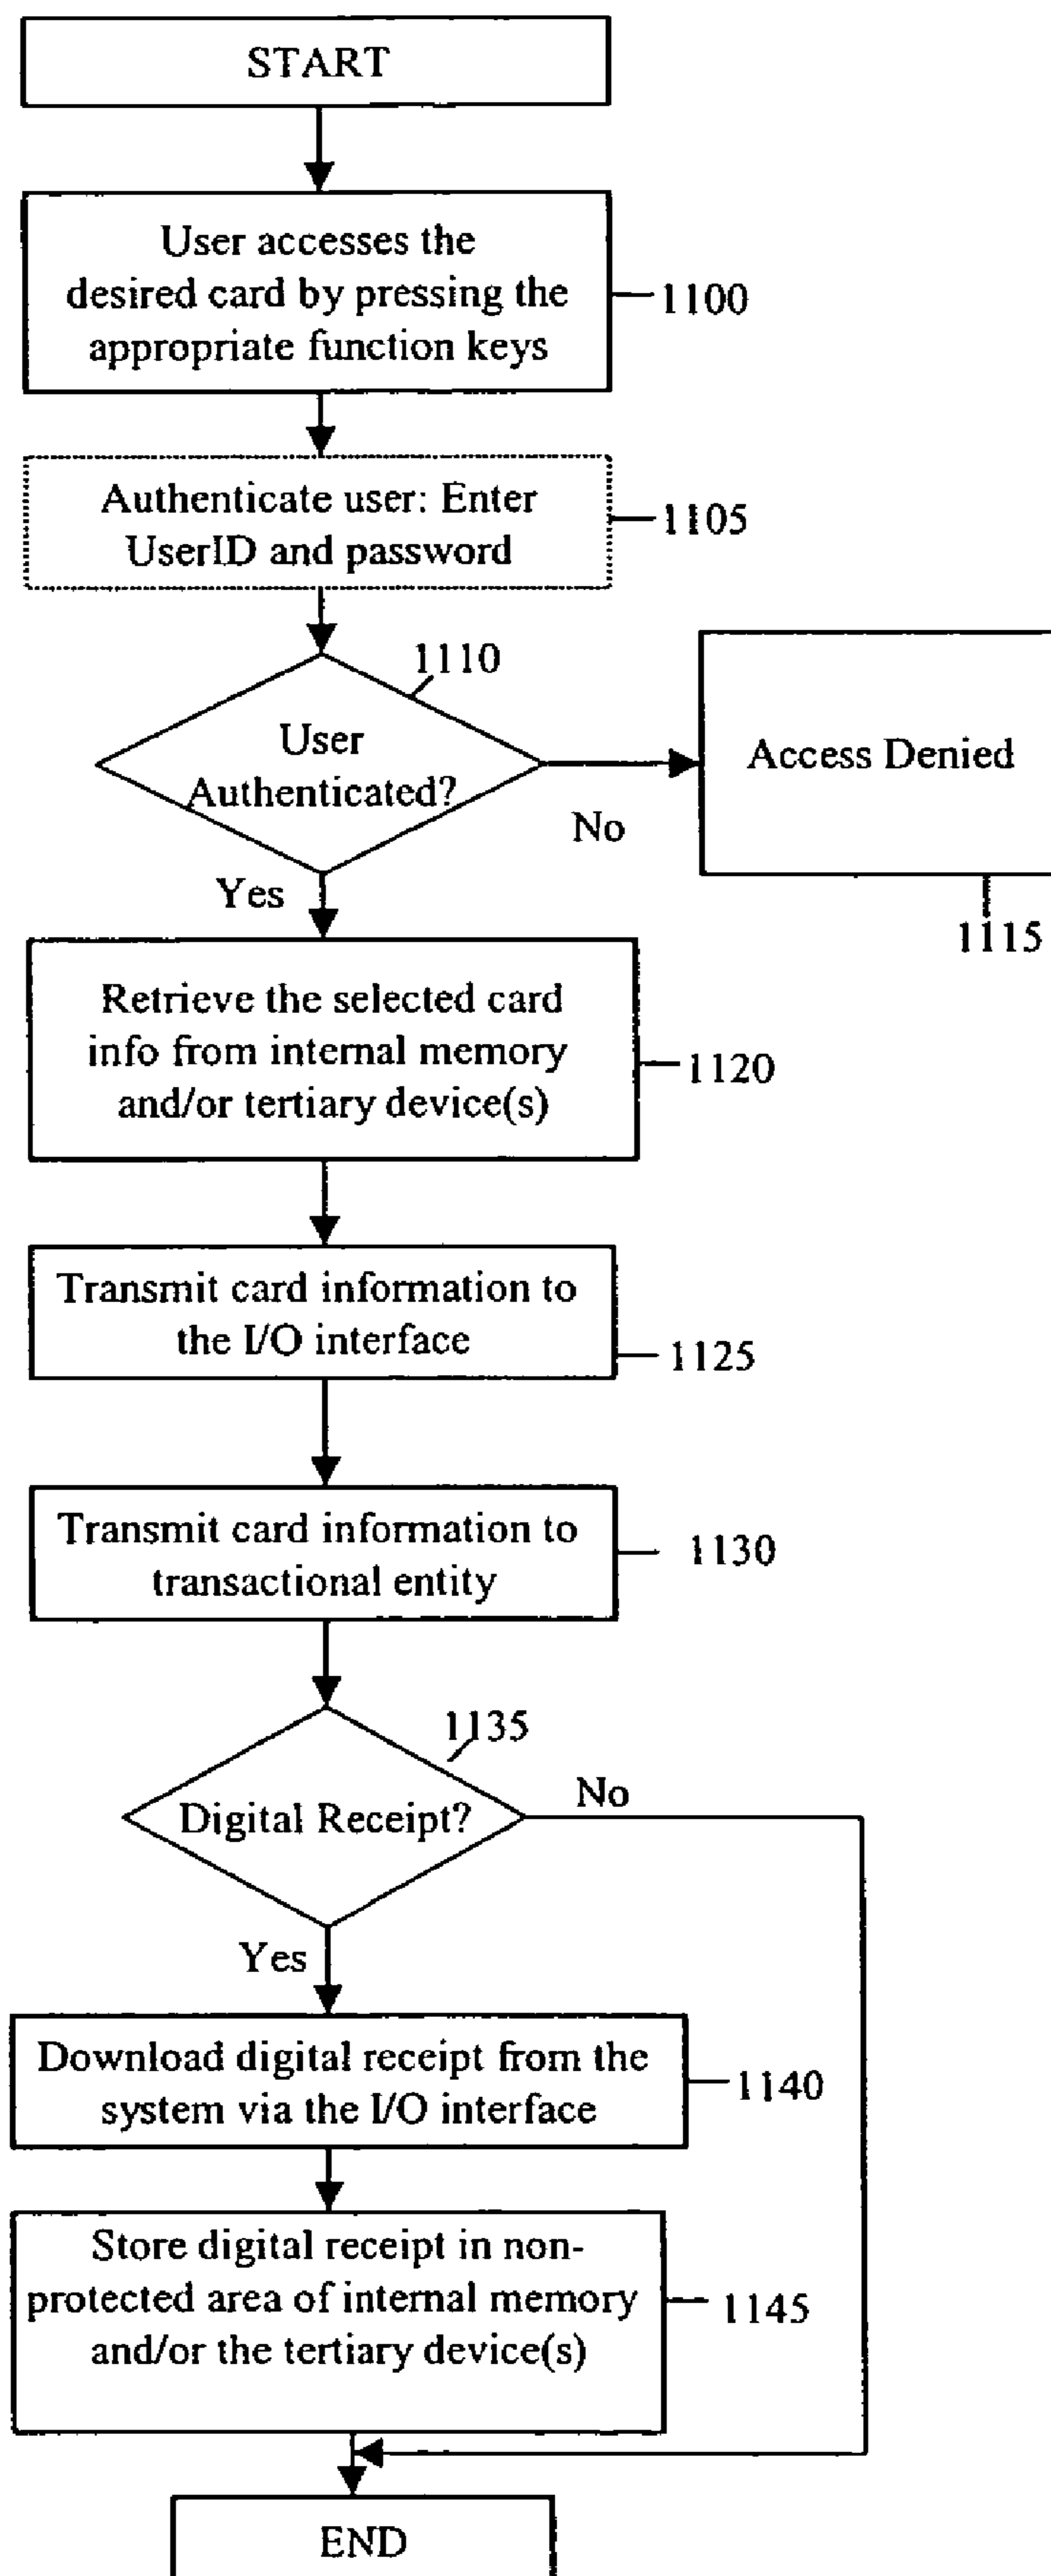 START
User accesses the
desired card by pressing the
appropriate function keys
1100
Authenticate user: Enter
UserID and password
1105
1110
User
Authenticated?
No
Access Denied
1115
Yes
Retrieve the selected card
info from internal memory
and/or tertiary device(s)
1120
Transmit card information to
the I/O interface
1125
Transmit card information to
transactional entity
1130
1135
Digital Receipt?
No
Yes
Download digital receipt from the
system via the I/O interface
1140
Store digital receipt in non-
protected area of internal memory
and/or the tertiary device(s)
1145
END